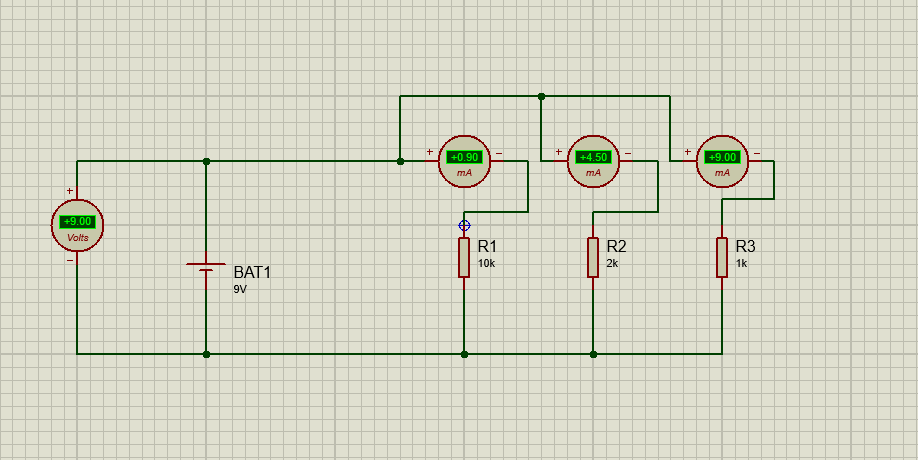 +0.90
mA
+4.50
mA
+9.00
mA
+9.00
Volts
BAT1
9V
R1
10k
R2
2k
R3
1k